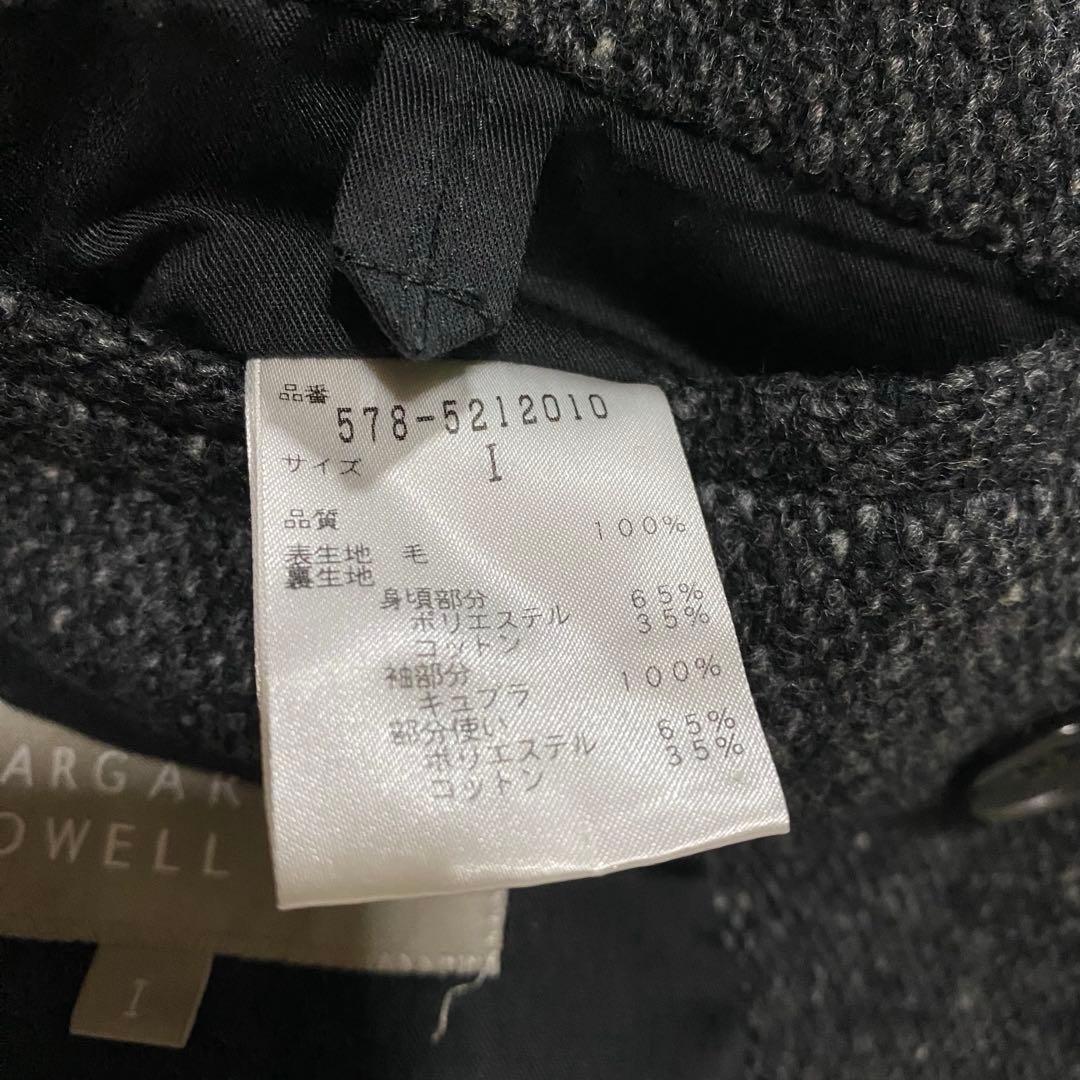 品番
578-5212010
サイズ I
品質
表生地 毛 100%
裏生地
身頃部分
ポリエステル 65%
コットン 35%
袖部分
キュプラ 100%
部分使い
ポリエステル 65%
コットン 35%
ARGAR
OWELL
I